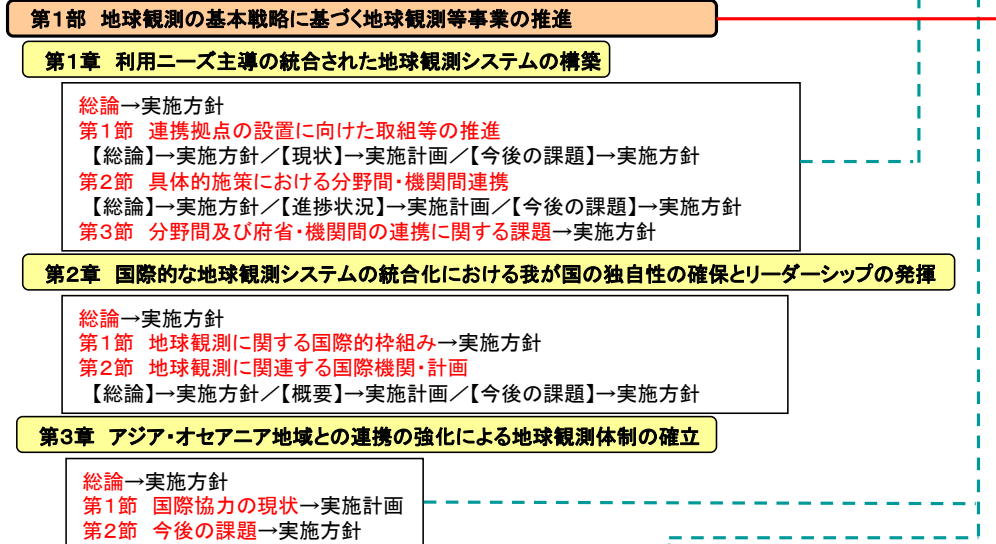 第1部 地球観測の基本戦略に基づく地球観測等事業の推進
第1章 利用ニーズ主導の統合された地球観測システムの構築
総論→実施方針
第1節 連携拠点の設置に向けた取組等の推進
【総論】→実施方針／【現状】→実施計画／【今後の課題】→実施方針
第2節 具体的施策における分野間・機関間連携
【総論】→実施方針／【進捗状況】→実施計画／【今後の課題】→実施方針
第3節 分野間及び府省・機関間の連携に関する課題→実施方針
第2章 国際的な地球観測システムの統合化における我が国の独自性の確保とリーダーシップの発揮
総論→実施方針
第1節 地球観測に関する国際的枠組み→実施方針
第2節 地球観測に関連する国際機関・計画
【総論】→実施方針／【概要】→実施計画／【今後の課題】→実施方針
第3章 アジア・オセアニア地域との連携の強化による地球観測体制の確立
総論→実施方針
第1節 国際協力の現状→実施計画
第2節 今後の課題→実施方針